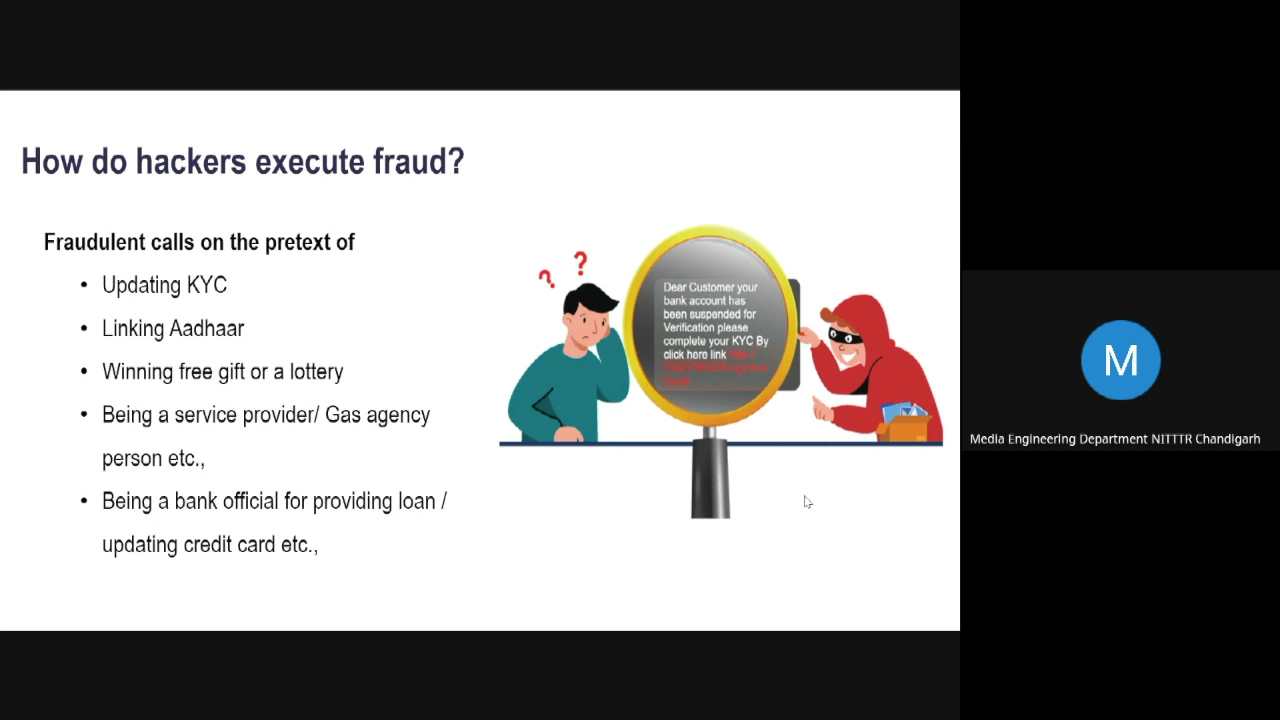 How do hackers execute fraud?
Fraudulent calls on the pretext of
• Updating KYC
• Linking Aadhaar
• Winning free gift or a lottery
• Being a service provider/ Gas agency
person etc.,
• Being a bank official for providing loan /
updating credit card etc.,
? ?
Dear Customer your
bank account has
been suspended for
Verification please
complete your KYC By
click here link
M
Media Engineering Department NITTTR Chandigarh